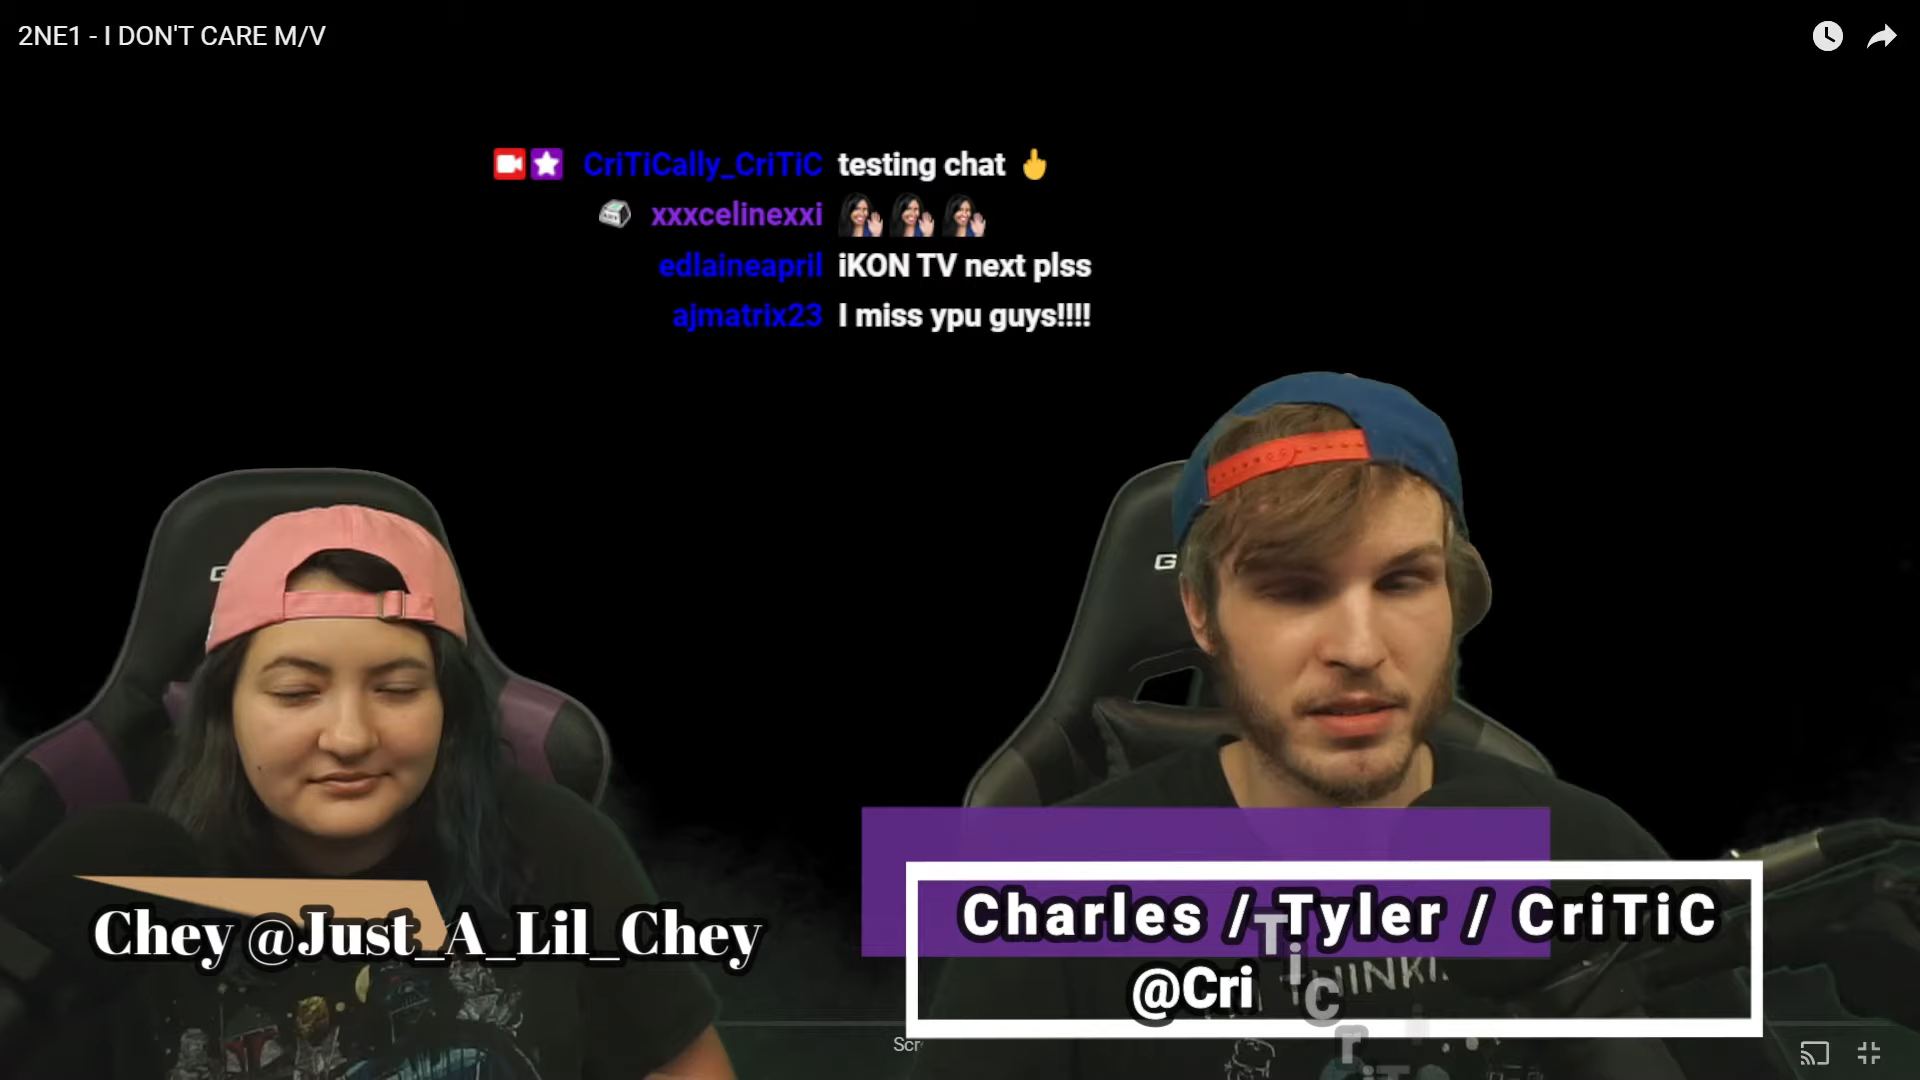 2NE1 - I DON'T CARE M/V
CriTiCally_CriTiC testing chat
xxxcelinexxi
edlaineapril iKON TV next plss
ajmatrix23 I miss ypu guys!!!!
Chey @Just_A_Lil_Chey
Charles / Tyler / CriTiC
@CriTiC